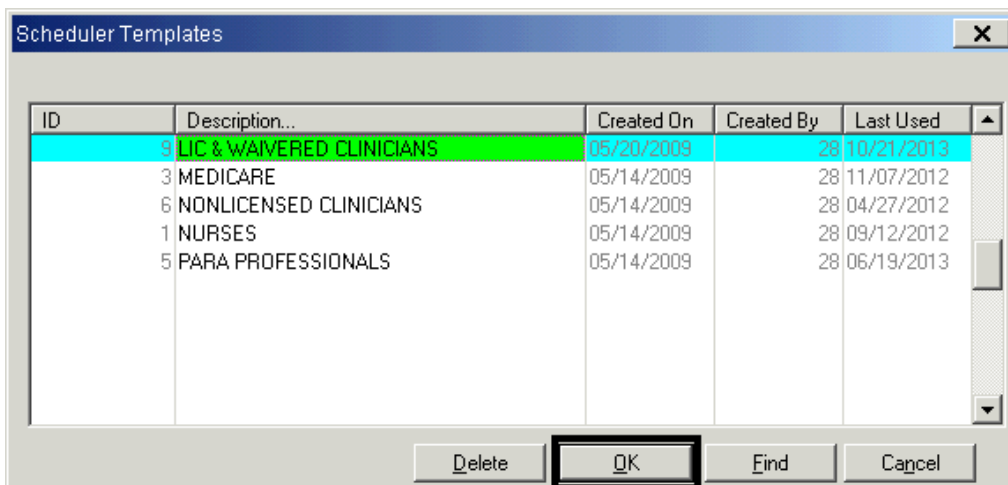 Scheduler Templates
ID Description... Created On Created By Last Used
9 LIC & WAIVERED CLINICIANS 05/20/2009 28 10/21/2013
3 MEDICARE 05/14/2009 28 11/07/2012
6 NONLICENSED CLINICIANS 05/14/2009 28 04/27/2012
1 NURSES 05/14/2009 28 09/12/2012
5 PARA PROFESSIONALS 05/14/2009 28 06/19/2013
Delete OK Find Cancel